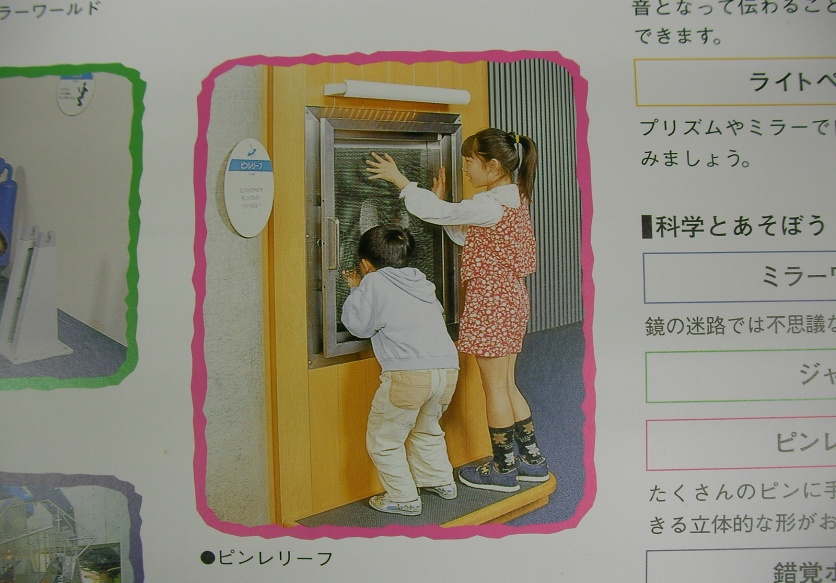 ラーワールド
音となって伝わること
できます。
ライトペ
プリズムやミラーで
みましょう。
科学とあそぼう
ミラーワ
鏡の迷路では不思議な
ジャ
ピンレ
たくさんのピンに手
きる立体的な形がお
錯覚ホ
ピンレリーフ
●ピンレリーフ